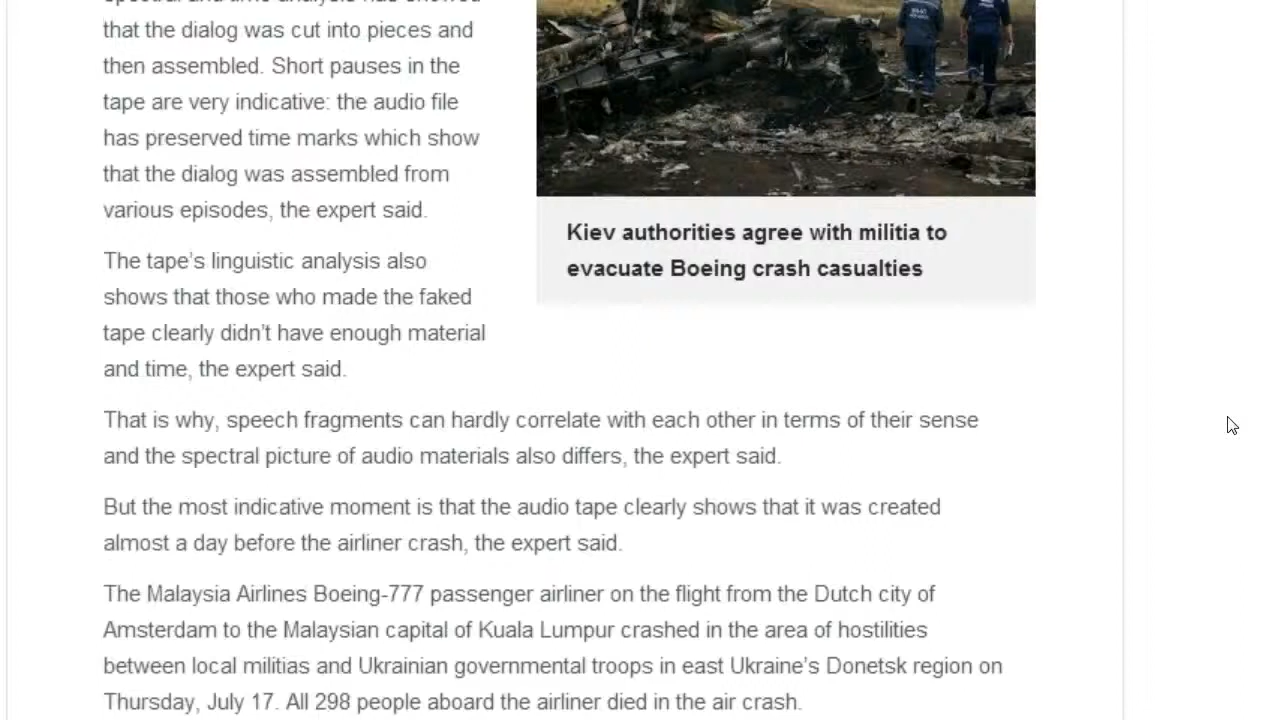 that the dialog was cut into pieces and
then assembled. Short pauses in the
tape are very indicative: the audio file
has preserved time marks which show
that the dialog was assembled from
various episodes, the expert said.
The tape’s linguistic analysis also
shows that those who made the faked
tape clearly didn’t have enough material
and time, the expert said.
Kiev authorities agree with militia to
evacuate Boeing crash casualties
That is why, speech fragments can hardly correlate with each other in terms of their sense
and the spectral picture of audio materials also differs, the expert said.
But the most indicative moment is that the audio tape clearly shows that it was created
almost a day before the airliner crash, the expert said.
The Malaysia Airlines Boeing-777 passenger airliner on the flight from the Dutch city of
Amsterdam to the Malaysian capital of Kuala Lumpur crashed in the area of hostilities
between local militias and Ukrainian governmental troops in east Ukraine’s Donetsk region on
Thursday, July 17. All 298 people aboard the airliner died in the air crash.